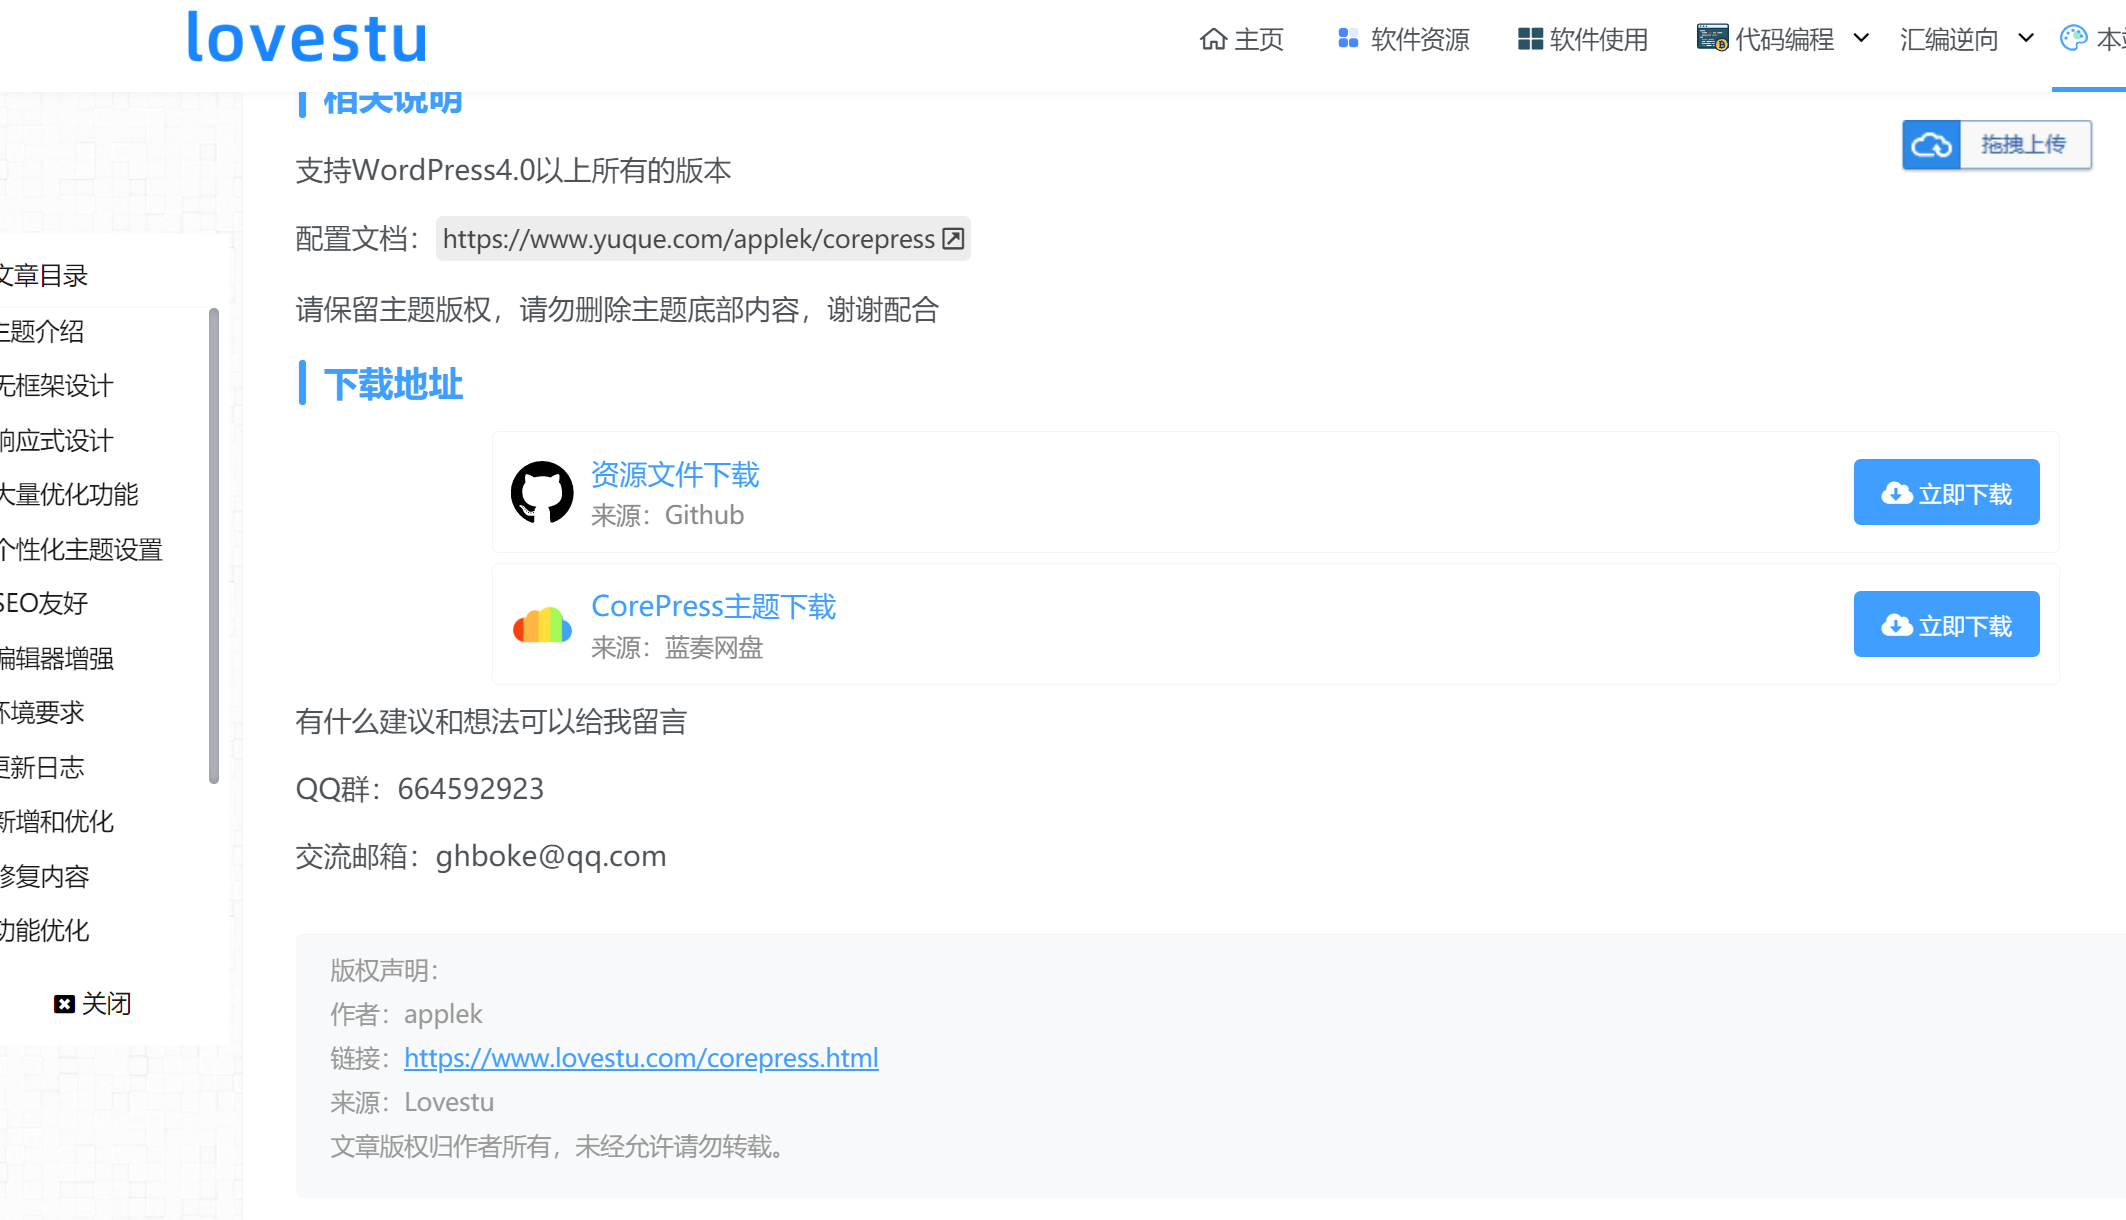 lovestu
主页
软件资源
软件使用
代码编程
汇编逆向
本
相关说明
拖拽上传
支持WordPress4.0以上所有的版本
配置文档：https://www.yuque.com/applek/corepress
请保留主题版权，请勿删除主题底部内容，谢谢配合
文章目录
主题介绍
无框架设计
响应式设计
大量优化功能
个性化主题设置
SEO友好
编辑器增强
环境要求
更新日志
新增和优化
修复内容
功能优化
关闭
下载地址
资源文件下载
来源：Github
立即下载
CorePress主题下载
来源：蓝奏网盘
立即下载
有什么建议和想法可以给我留言
QQ群：664592923
交流邮箱：ghboke@qq.com
版权声明：
作者：applek
链接：https://www.lovestu.com/corepress.html
来源：Lovestu
文章版权归作者所有，未经允许请勿转载。